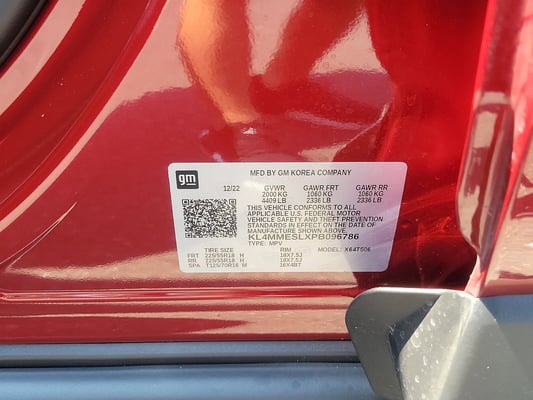 gm
MFD BY GM KOREA COMPANY
12/22 GVWR GAWR FRT GAWR RR
2000 KG 1060 KG 1060 KG
4409 LB 2336 LB 2336 LB
THIS VEHICLE CONFORMS TO ALL
APPLICABLE U.S. FEDERAL MOTOR
VEHICLE SAFETY AND THEFT PREVENTION
STANDARDS IN EFFECT ON THE DATE OF
MANUFACTURE SHOWN ABOVE.
KL4MMESLXPB096786
TYPE: MPV
TIRE SIZE RIM MODEL: X64TS06
FRT 225/55R18 H 18X7.5J
RR 225/55R18 H 18X7.5J
SPA T125/70R16 M 16X4BT